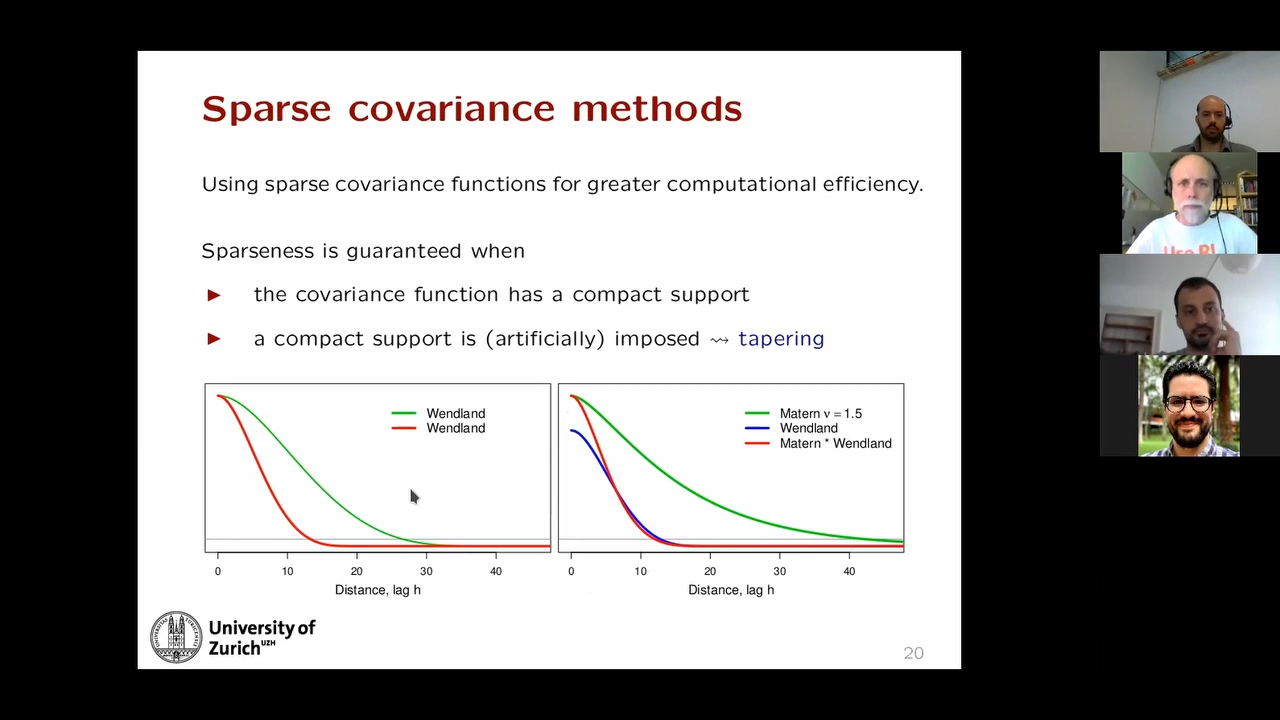 Sparse covariance methods
Using sparse covariance functions for greater computational efficiency.
Sparseness is guaranteed when
► the covariance function has a compact support
► a compact support is (artificially) imposed ⇝ tapering
Wendland
Wendland
0 10 20 30 40
Distance, lag h
Matern ν = 1.5
Wendland
Matern * Wendland
0 10 20 30 40
Distance, lag h
University of
Zurich UZH
20
Use R!